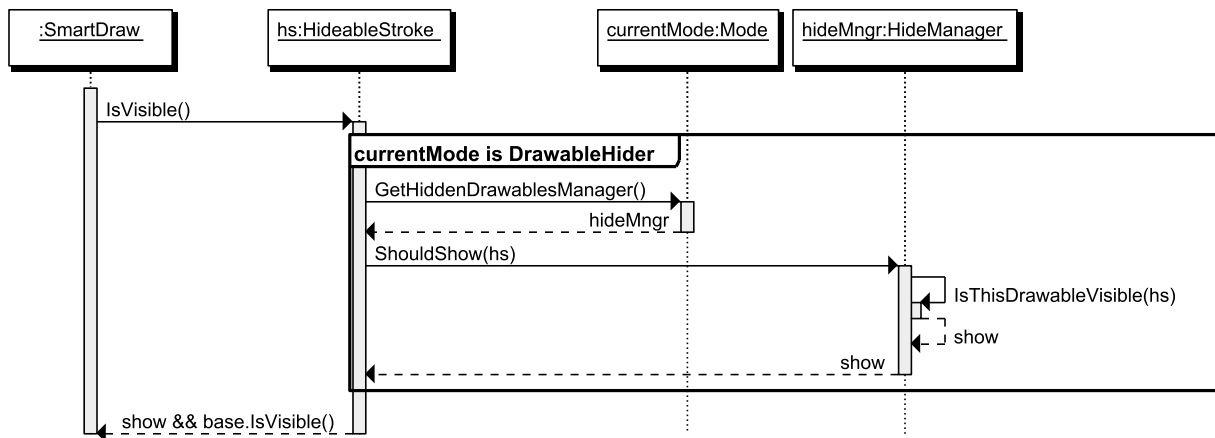 :SmartDraw
hs:HideableStroke
currentMode:Mode
hideMngr:HideManager
IsVisible()
currentMode is DrawableHider
GetHiddenDrawablesManager()
hideMngr
ShouldShow(hs)
IsThisDrawableVisible(hs)
show
show
show && base.IsVisible()